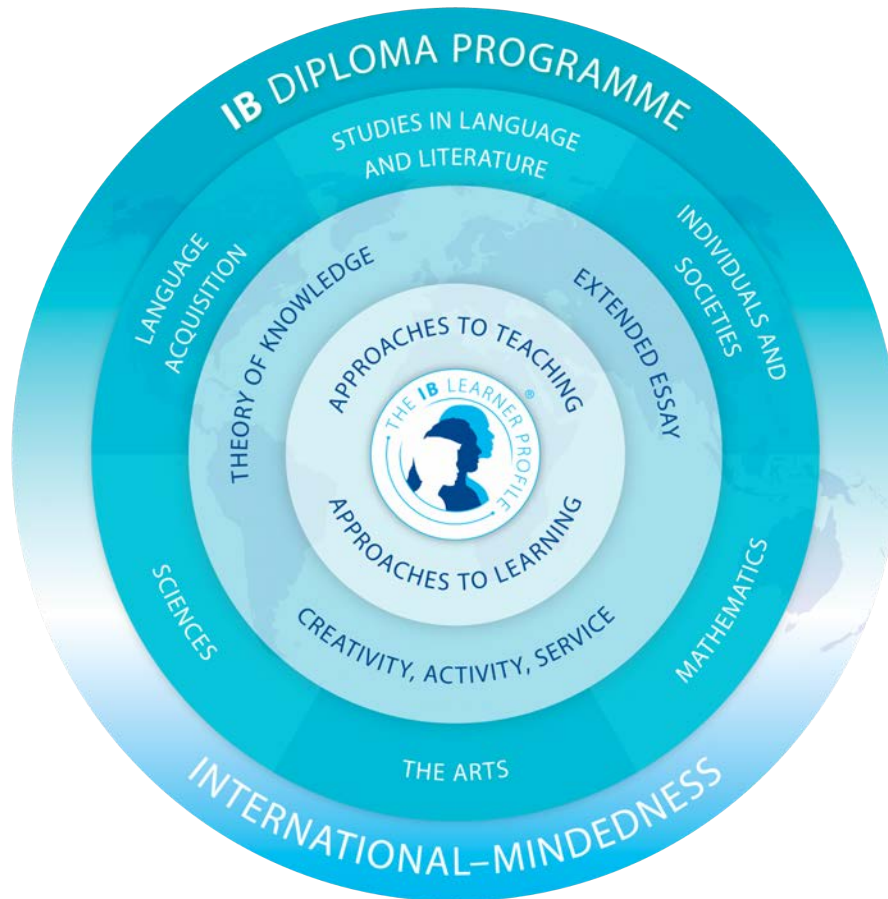 IB DIPLOMA PROGRAMME
STUDIES IN LANGUAGE
AND LITERATURE
LANGUAGE
ACQUISITION
INDIVIDUALS AND
SOCIETIES
THEORY OF KNOWLEDGE
EXTENDED ESSAY
APPROACHES TO TEACHING
THE IB LEARNER PROFILE
®
APPROACHES TO LEARNING
CREATIVITY, ACTIVITY, SERVICE
SCIENCES
MATHEMATICS
THE ARTS
INTERNATIONAL–MINDEDNESS